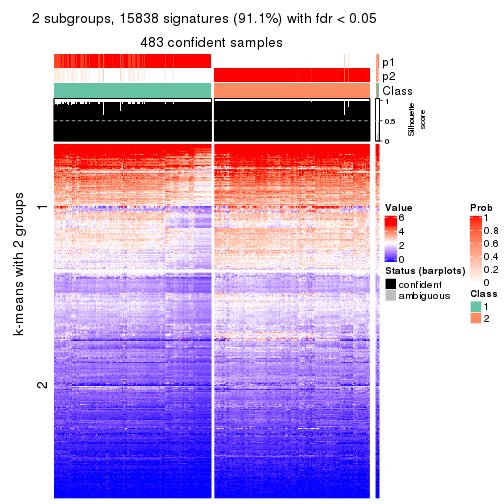 2 subgroups, 15838 signatures (91.1%) with fdr < 0.05
483 confident samples
p1
p2
Class
1
0.5
0
Silhouette
score
k-means with 2 groups
1
2
Value
6
4
2
0
Status (barplots)
confident
ambiguous
Prob
1
0.8
0.6
0.4
0.2
0
Class
1
2